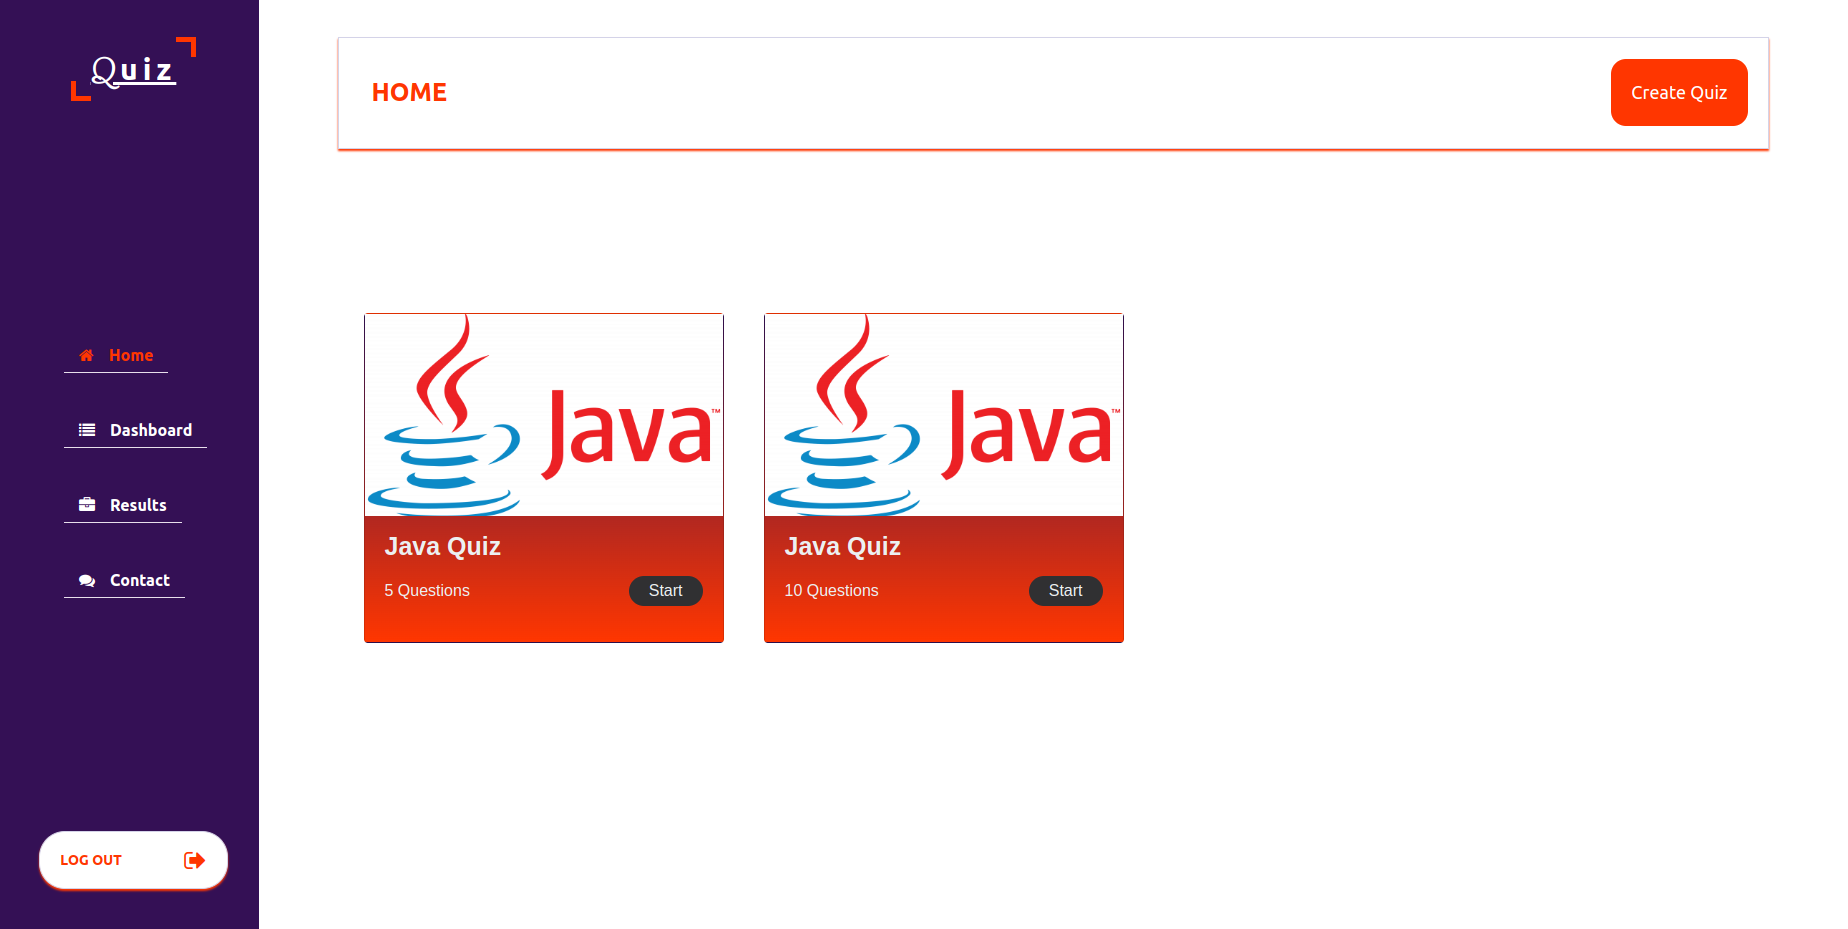 Quiz
Home
Dashboard
Results
Contact
LOG OUT
HOME
Create Quiz
Java™
Java Quiz
5 Questions
Start
Java™
Java Quiz
10 Questions
Start